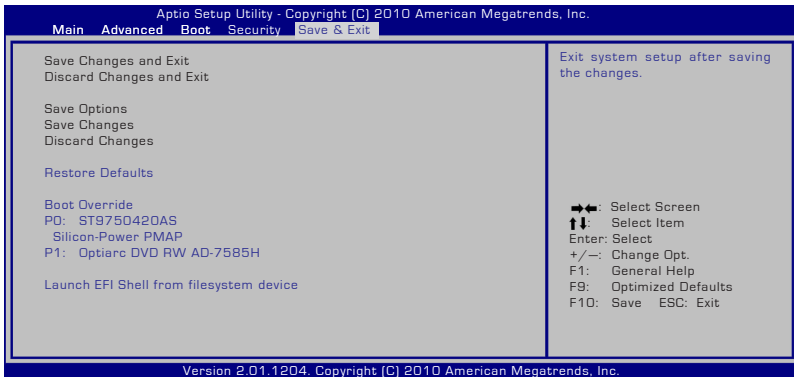 Aptio Setup Utility - Copyright (C) 2010 American Megatrends, Inc.
Main Advanced Boot Security Save & Exit
Save Changes and Exit
Discard Changes and Exit
Save Options
Save Changes
Discard Changes
Restore Defaults
Boot Override
P0: ST9750420AS
Silicon-Power PMAP
P1: Optiarc DVD RW AD-7585H
Launch EFI Shell from filesystem device
Exit system setup after saving
the changes.
→←: Select Screen
↑↓: Select Item
Enter: Select
+/−: Change Opt.
F1: General Help
F9: Optimized Defaults
F10: Save ESC: Exit
Version 2.01.1204. Copyright (C) 2010 American Megatrends, Inc.